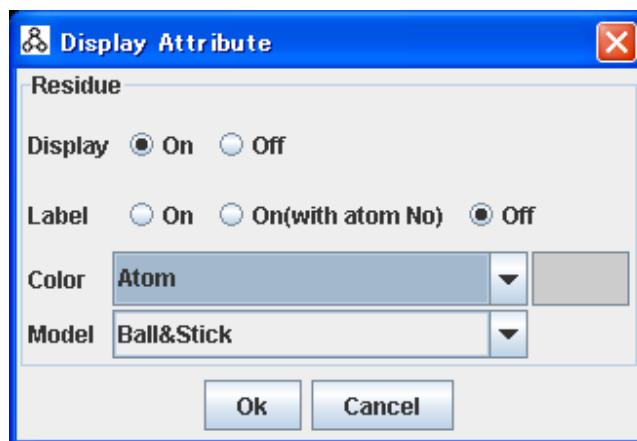 Display Attribute
Residue
Display On Off
Label On On(with atom No) Off
Color Atom
Model Ball&Stick
Ok Cancel